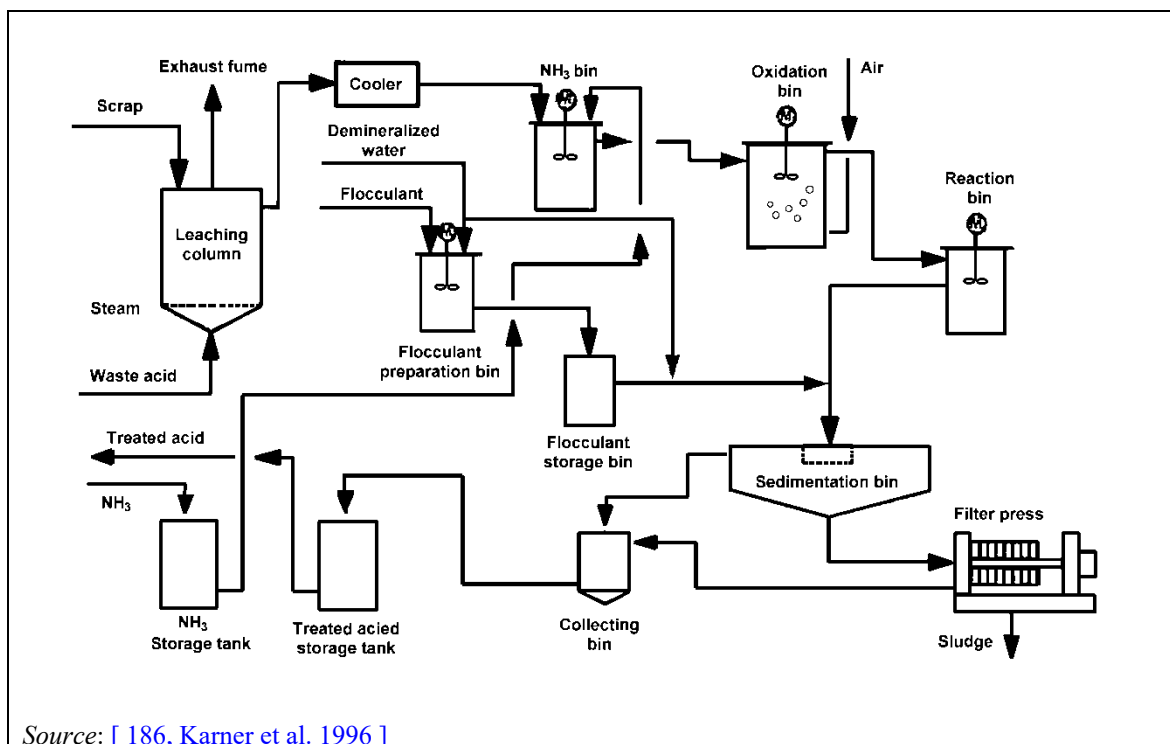 Exhaust fume
Scrap
Cooler
NH3 bin
Oxidation
bin
Air
Demineralized
water
Flocculant
Reaction
bin
Leaching
column
Steam
Waste acid
Flocculant
preparation bin
Flocculant
storage bin
Sedimentation bin
Treated acid
NH3
Filter press
NH3
Storage tank
Treated acied
storage tank
Collecting
bin
Sludge
M
M
M
M
Source: [ 186, Karner et al. 1996 ]